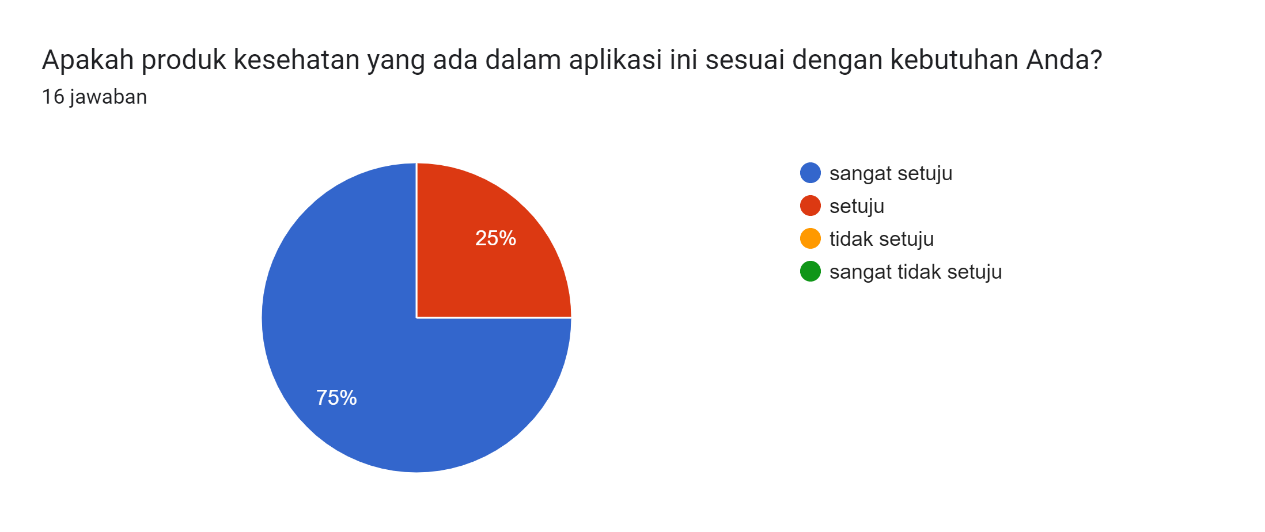 Apakah produk kesehatan yang ada dalam aplikasi ini sesuai dengan kebutuhan Anda?
16 jawaban
25%
75%
sangat setuju
setuju
tidak setuju
sangat tidak setuju